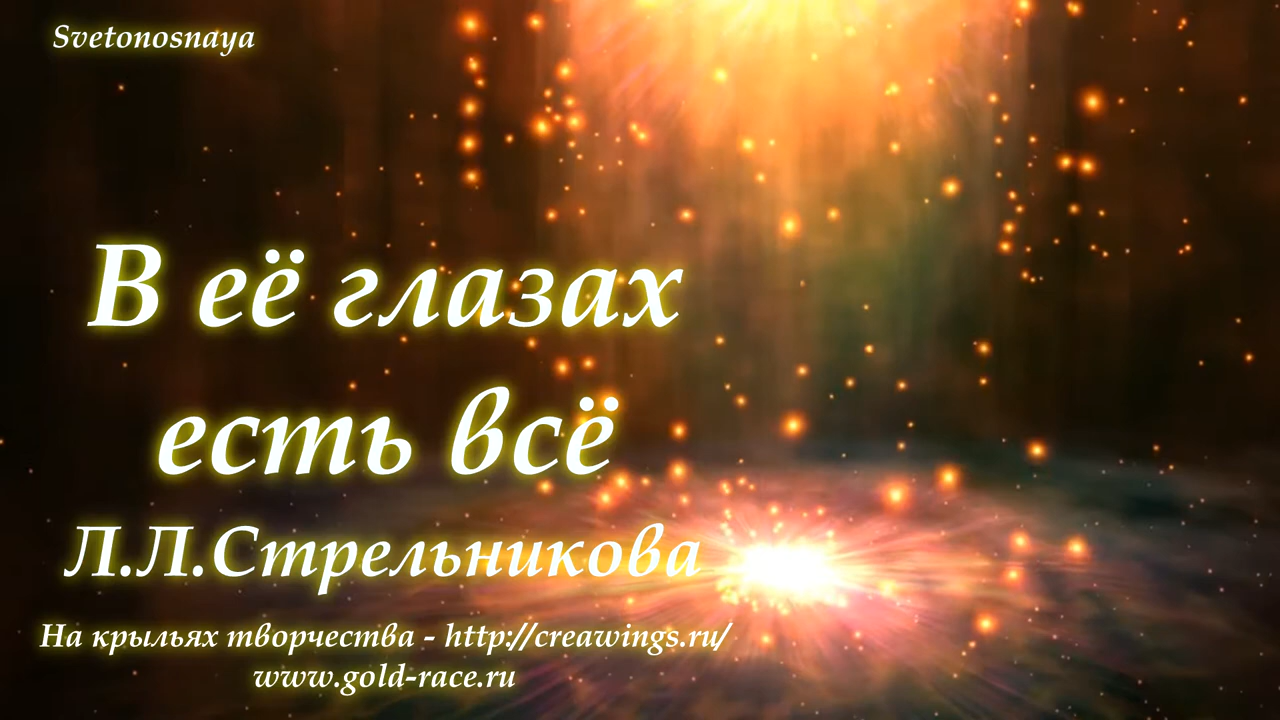 Svetonosnaya
В её глазах
есть всё
Л.Л.Стрельникова
На крыльях творчества - http://creawings.ru/
www.gold-race.ru